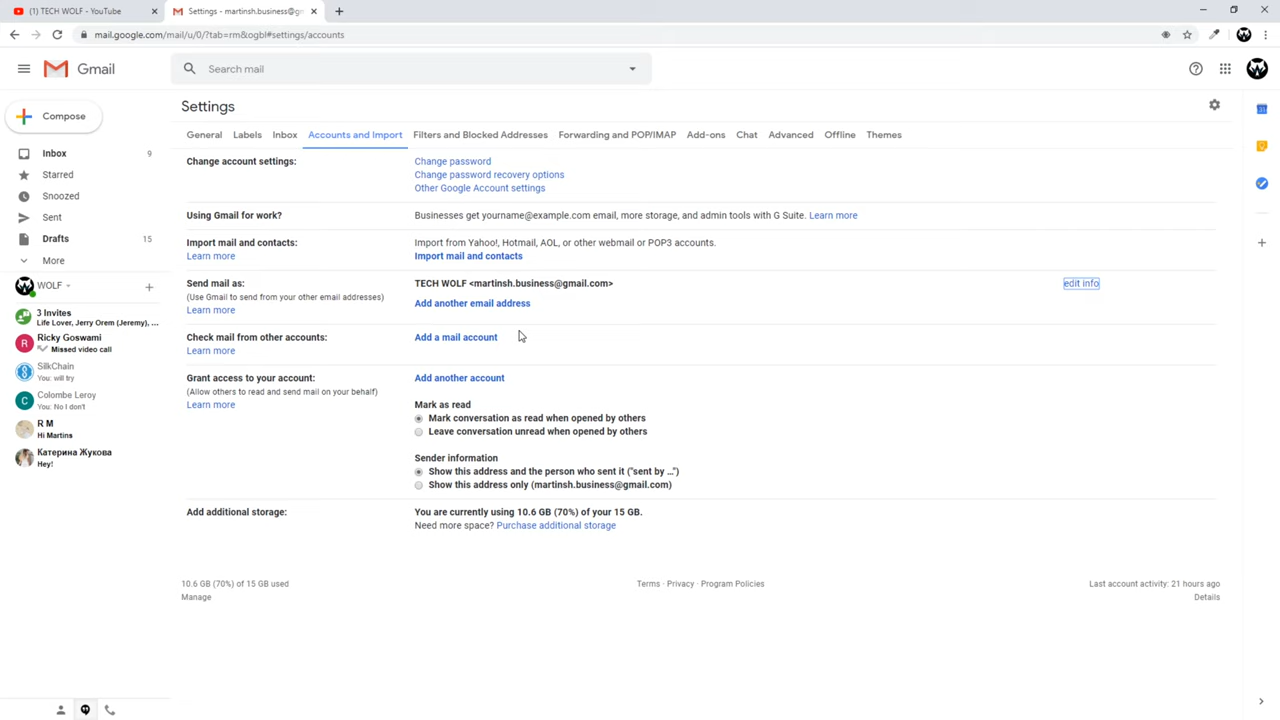 (1) TECH WOLF - YouTube
Settings - martinsh.business@gm
mail.google.com/mail/u/0/?tab=rm&ogbl#settings/accounts
Gmail
Search mail
Settings
Compose
General Labels Inbox Accounts and Import Filters and Blocked Addresses Forwarding and POP/IMAP Add-ons Chat Advanced Offline Themes
Inbox 9
Starred
Snoozed
Sent
Drafts 15
More
WOLF
3 Invites
Life Lover, Jerry Orem (Jeremy), ...
Ricky Goswami
Missed video call
SilkChain
You: will try
Colombe Leroy
You: No I don't
R M
Hi Martins
Катерина Жукова
Hey!
Change account settings: Change password
Change password recovery options
Other Google Account settings
Using Gmail for work? Businesses get yourname@example.com email, more storage, and admin tools with G Suite. Learn more
Import mail and contacts: Import from Yahoo!, Hotmail, AOL, or other webmail or POP3 accounts.
Learn more Import mail and contacts
Send mail as: TECH WOLF <martinsh.business@gmail.com> edit info
(Use Gmail to send from your other email addresses)
Add another email address
Learn more
Check mail from other accounts: Add a mail account
Learn more
Grant access to your account: Add another account
(Allow others to read and send mail on your behalf)
Learn more
Mark as read
Mark conversation as read when opened by others
Leave conversation unread when opened by others
Sender information
Show this address and the person who sent it ("sent by ...")
Show this address only (martinsh.business@gmail.com)
Add additional storage: You are currently using 10.6 GB (70%) of your 15 GB.
Need more space? Purchase additional storage
10.6 GB (70%) of 15 GB used
Manage
Terms · Privacy · Program Policies
Last account activity: 21 hours ago
Details